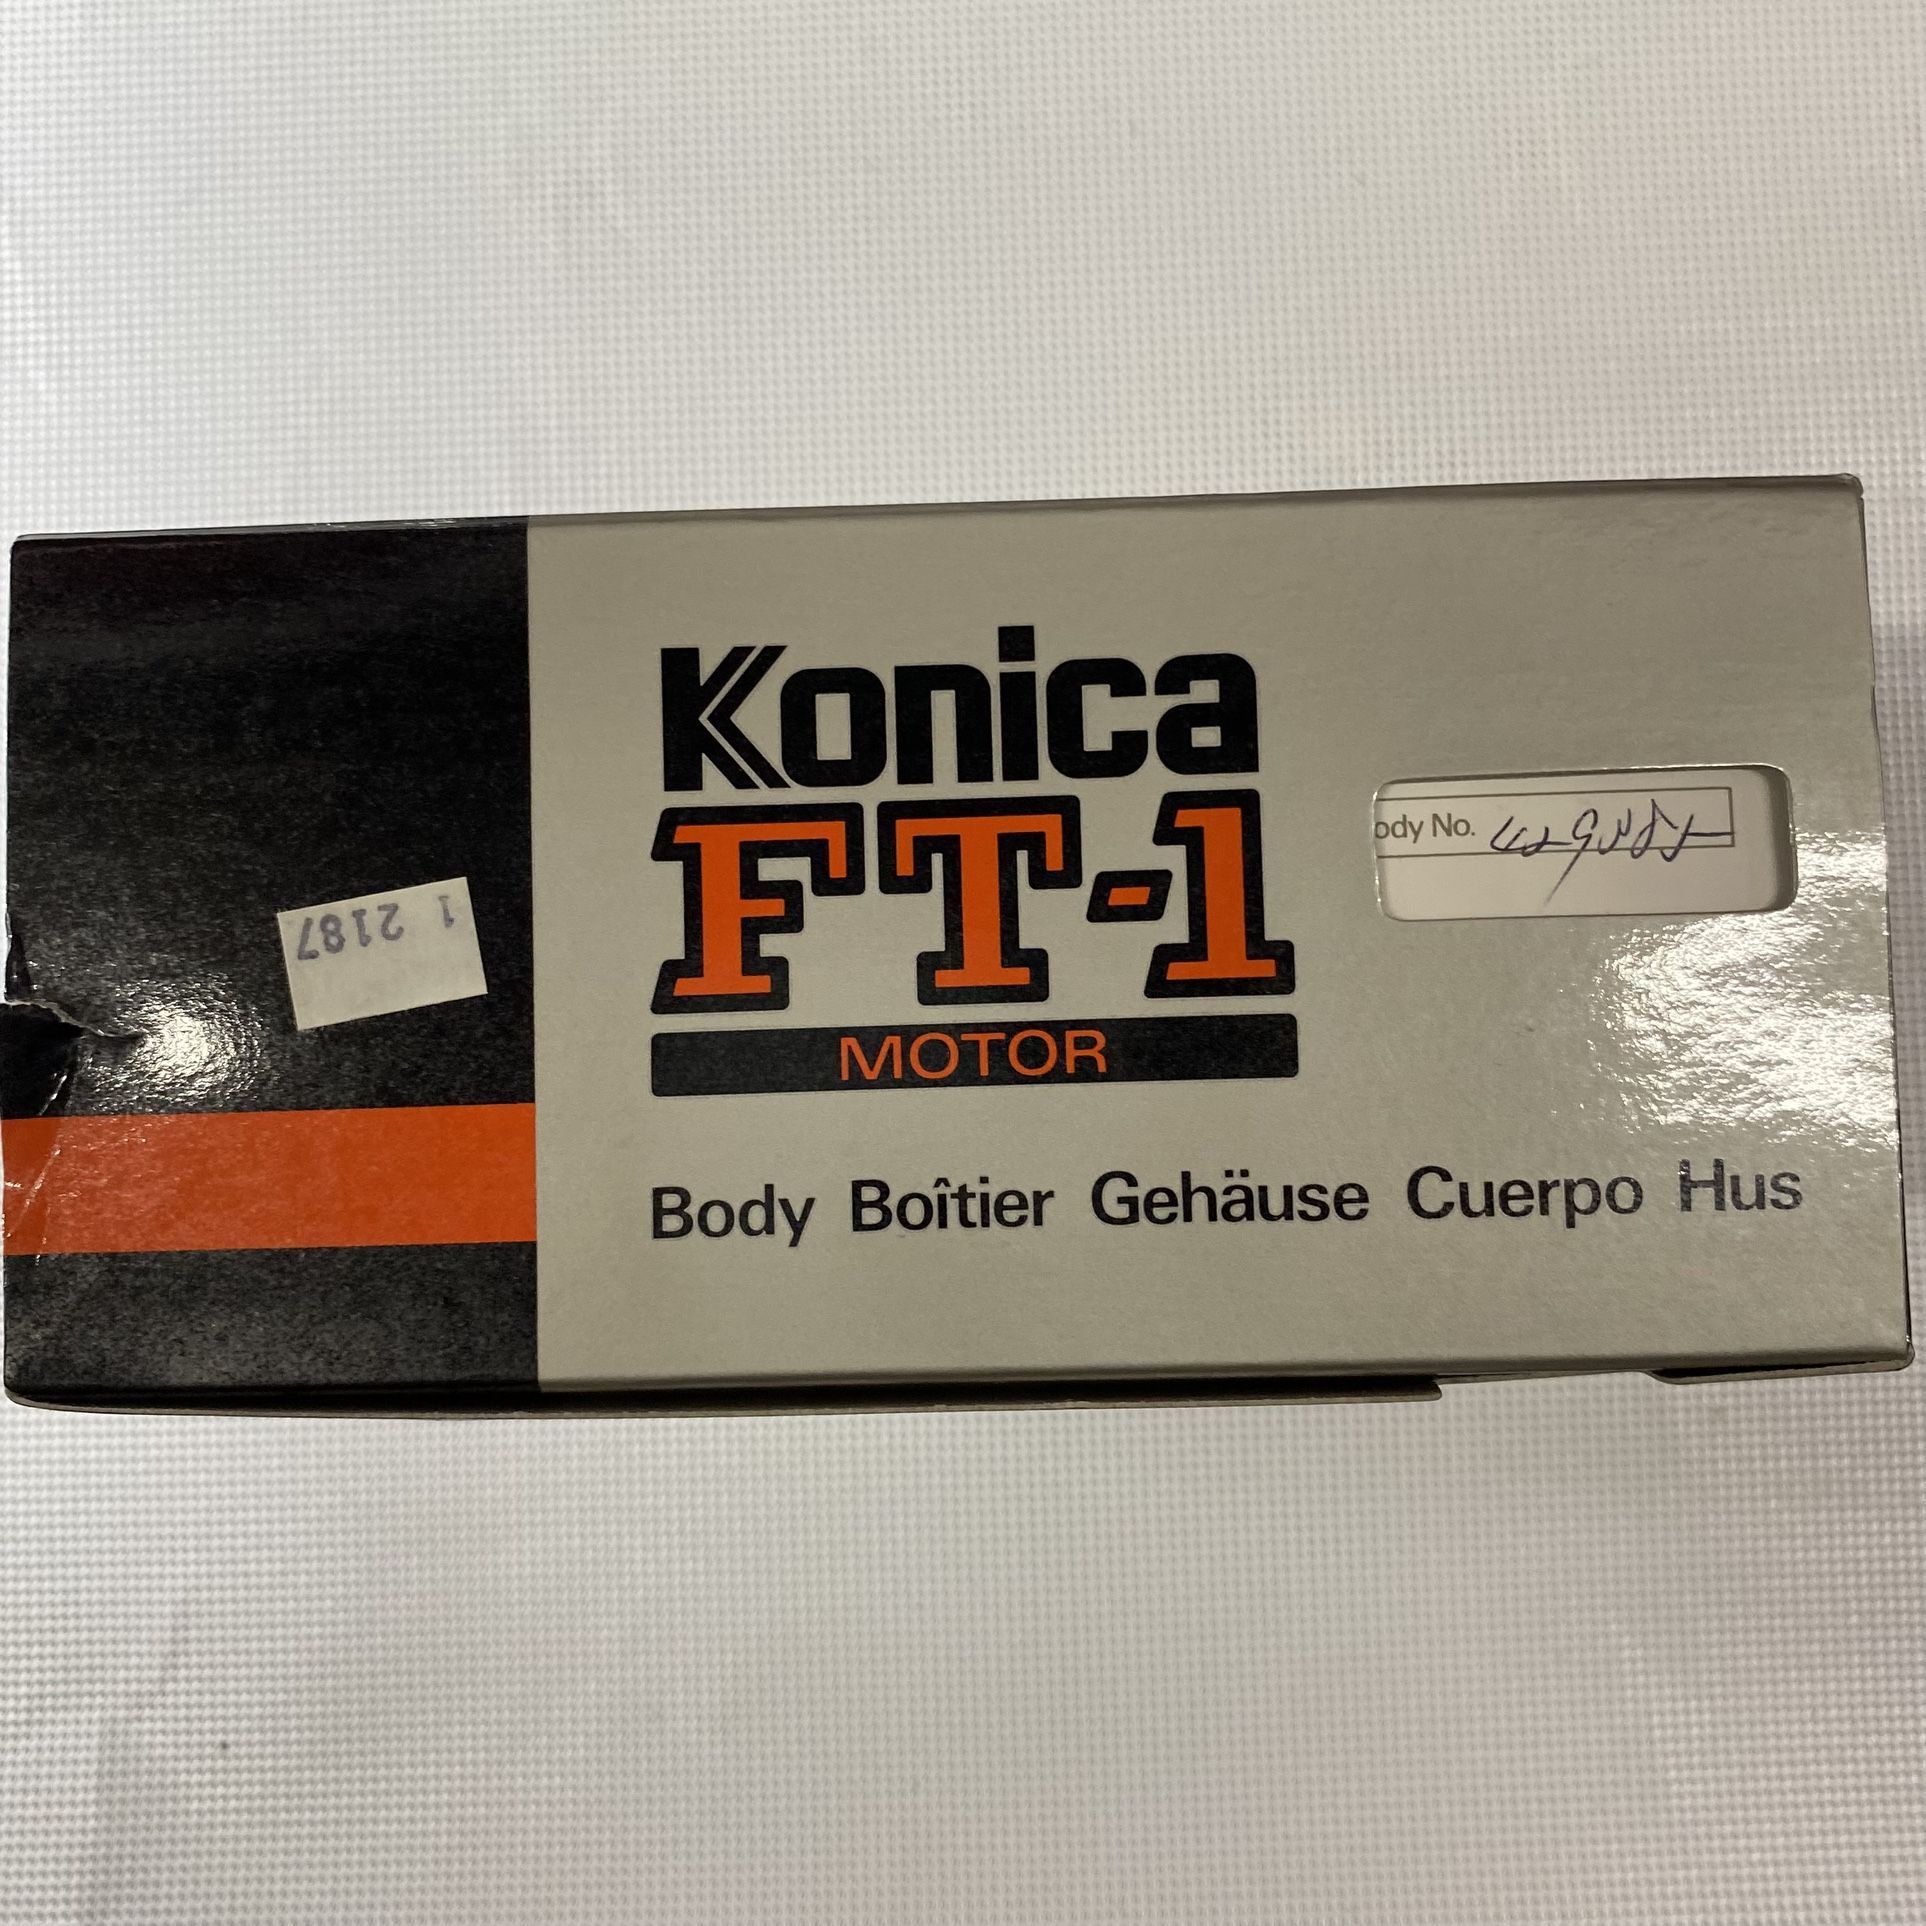 Konica
FT-1
MOTOR
ody No.
1 2187
Body Boîtier Gehäuse Cuerpo Hus